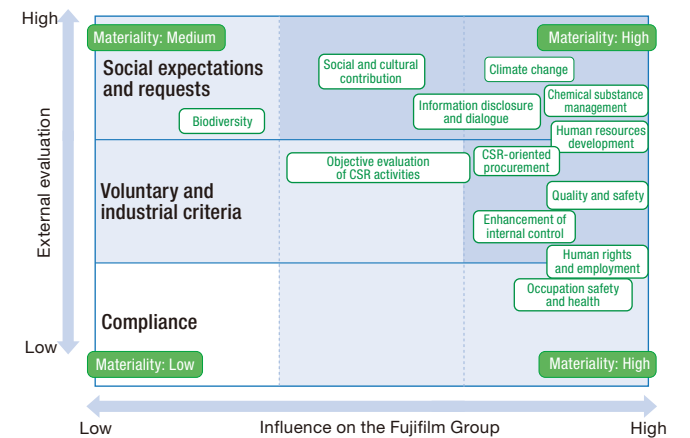 High
Materiality: Medium
Materiality: High
Social expectations
and requests
Social and cultural
contribution
Climate change
Chemical substance
management
Information disclosure
and dialogue
Biodiversity
Human resources
development
External evaluation
Voluntary and
industrial criteria
Objective evaluation
of CSR activities
CSR-oriented
procurement
Quality and safety
Enhancement of
internal control
Human rights
and employment
Occupation safety
and health
Compliance
Low
Materiality: Low
Materiality: High
Low
Influence on the Fujifilm Group
High